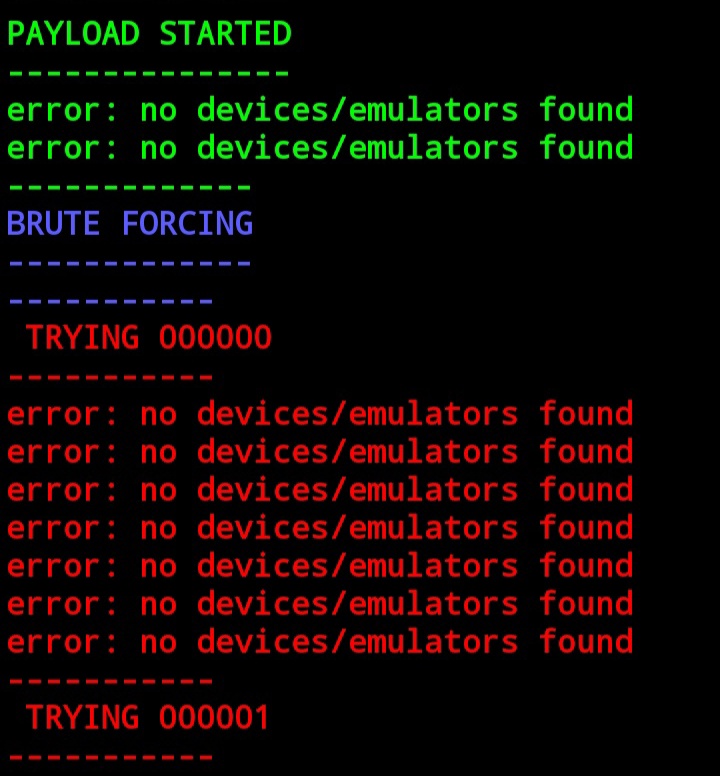 PAYLOAD STARTED
---------------
error: no devices/emulators found
error: no devices/emulators found
-------------
BRUTE FORCING
-------------
-----------
 TRYING 000000
-----------
error: no devices/emulators found
error: no devices/emulators found
error: no devices/emulators found
error: no devices/emulators found
error: no devices/emulators found
error: no devices/emulators found
error: no devices/emulators found
-----------
 TRYING 000001
-----------